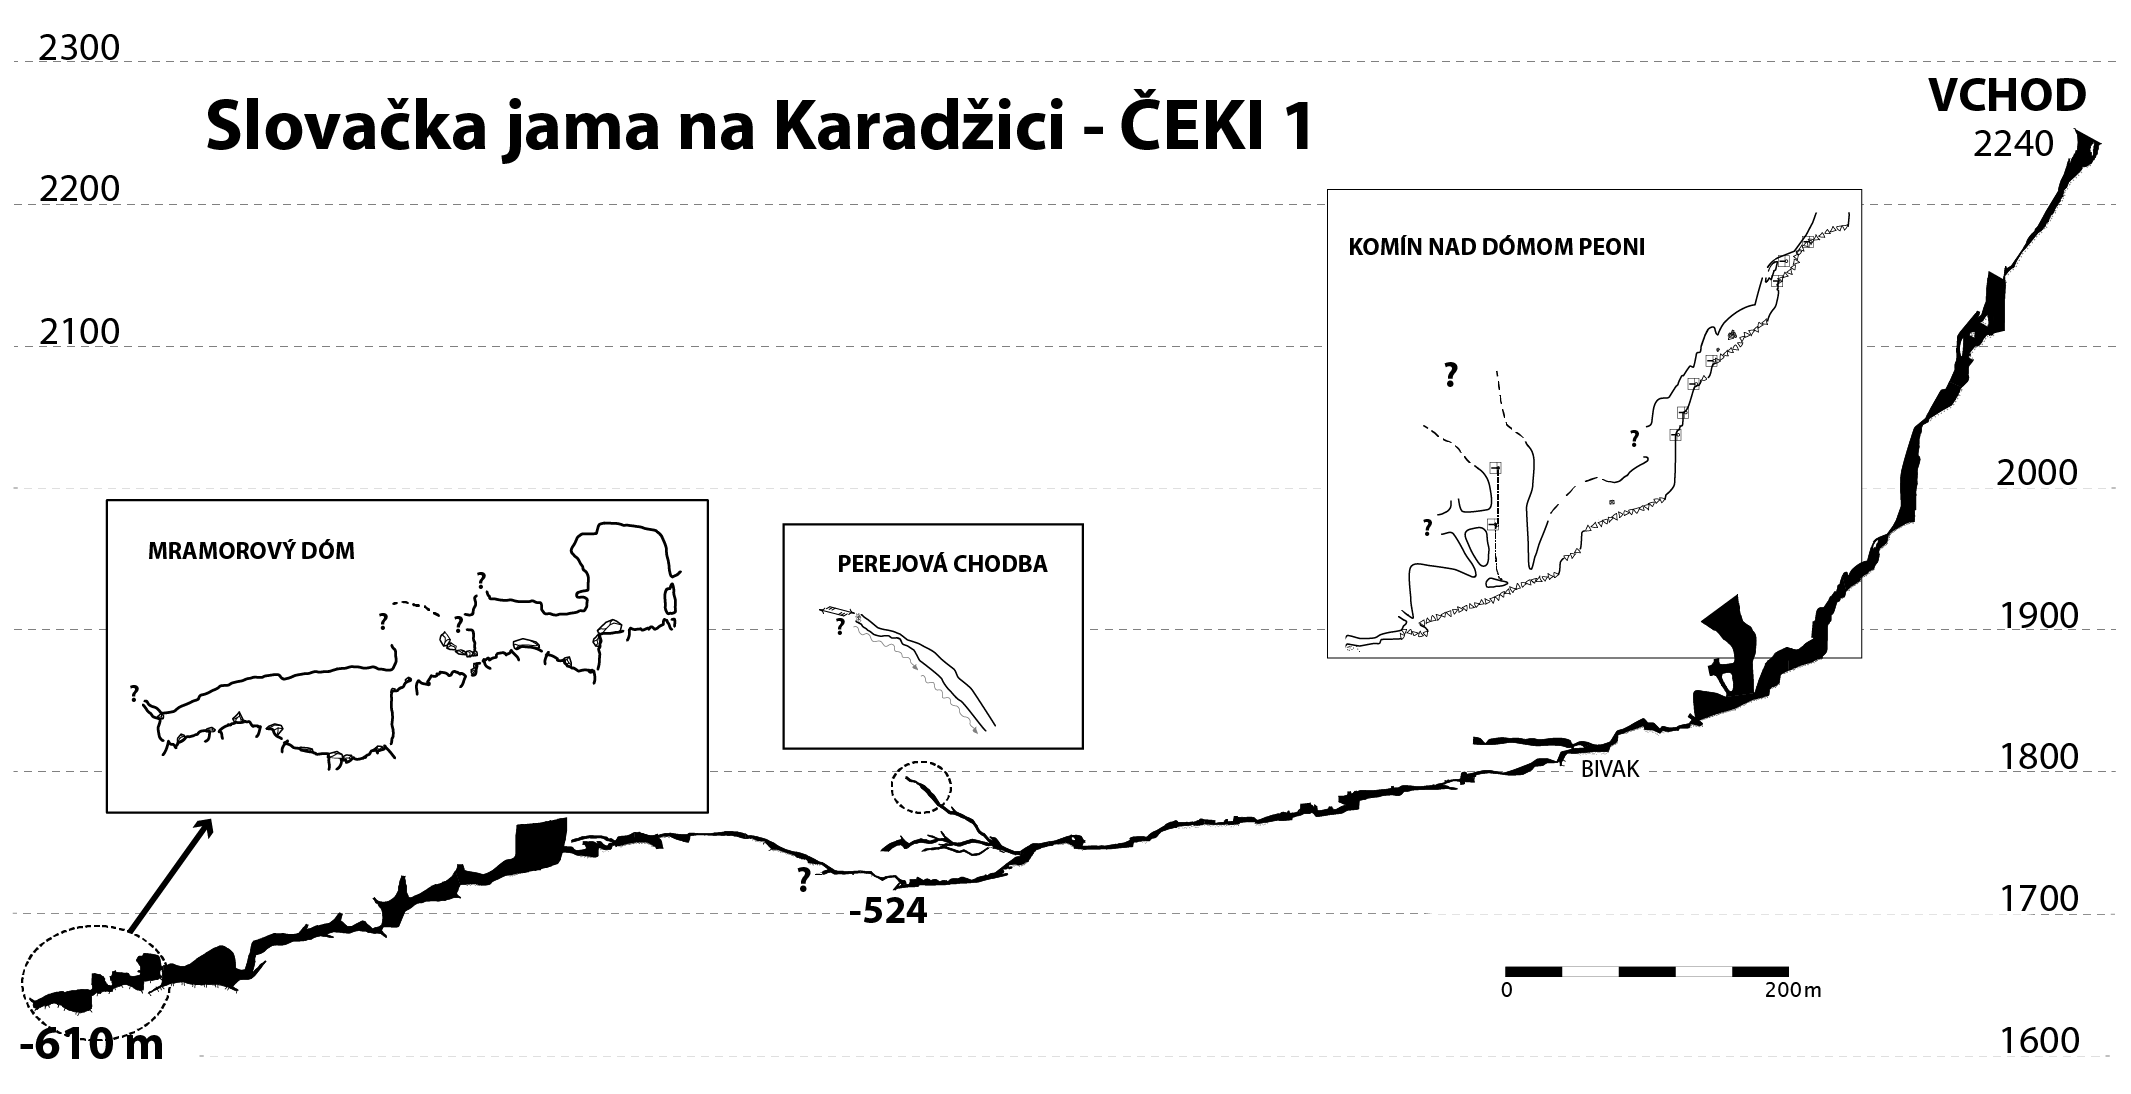 2300
Slovačka jama na Karadžici - ČEKI 1
VCHOD
2240
2200
KOMÍN NAD DÓMOM PEONI
2100
?
?
2000
?
MRAMOROVÝ DÓM
PEREJOVÁ CHODBA
?
?
?
?
1900
?
1800
BIVAK
?
-524
1700
0
200m
-610 m
1600